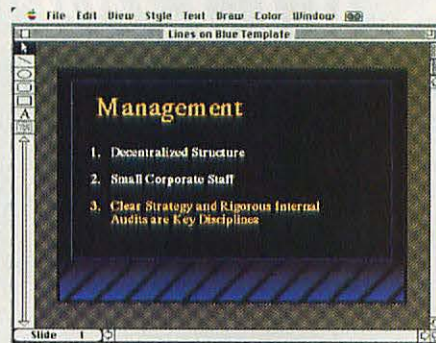 File Edit View Style Text Draw Color Window
Lines on Blue Template
A
Management
1. Decentralized Structure
2. Small Corporate Staff
3. Clear Strategy and Rigorous Internal
Audits are Key Disciplines
Slide 1